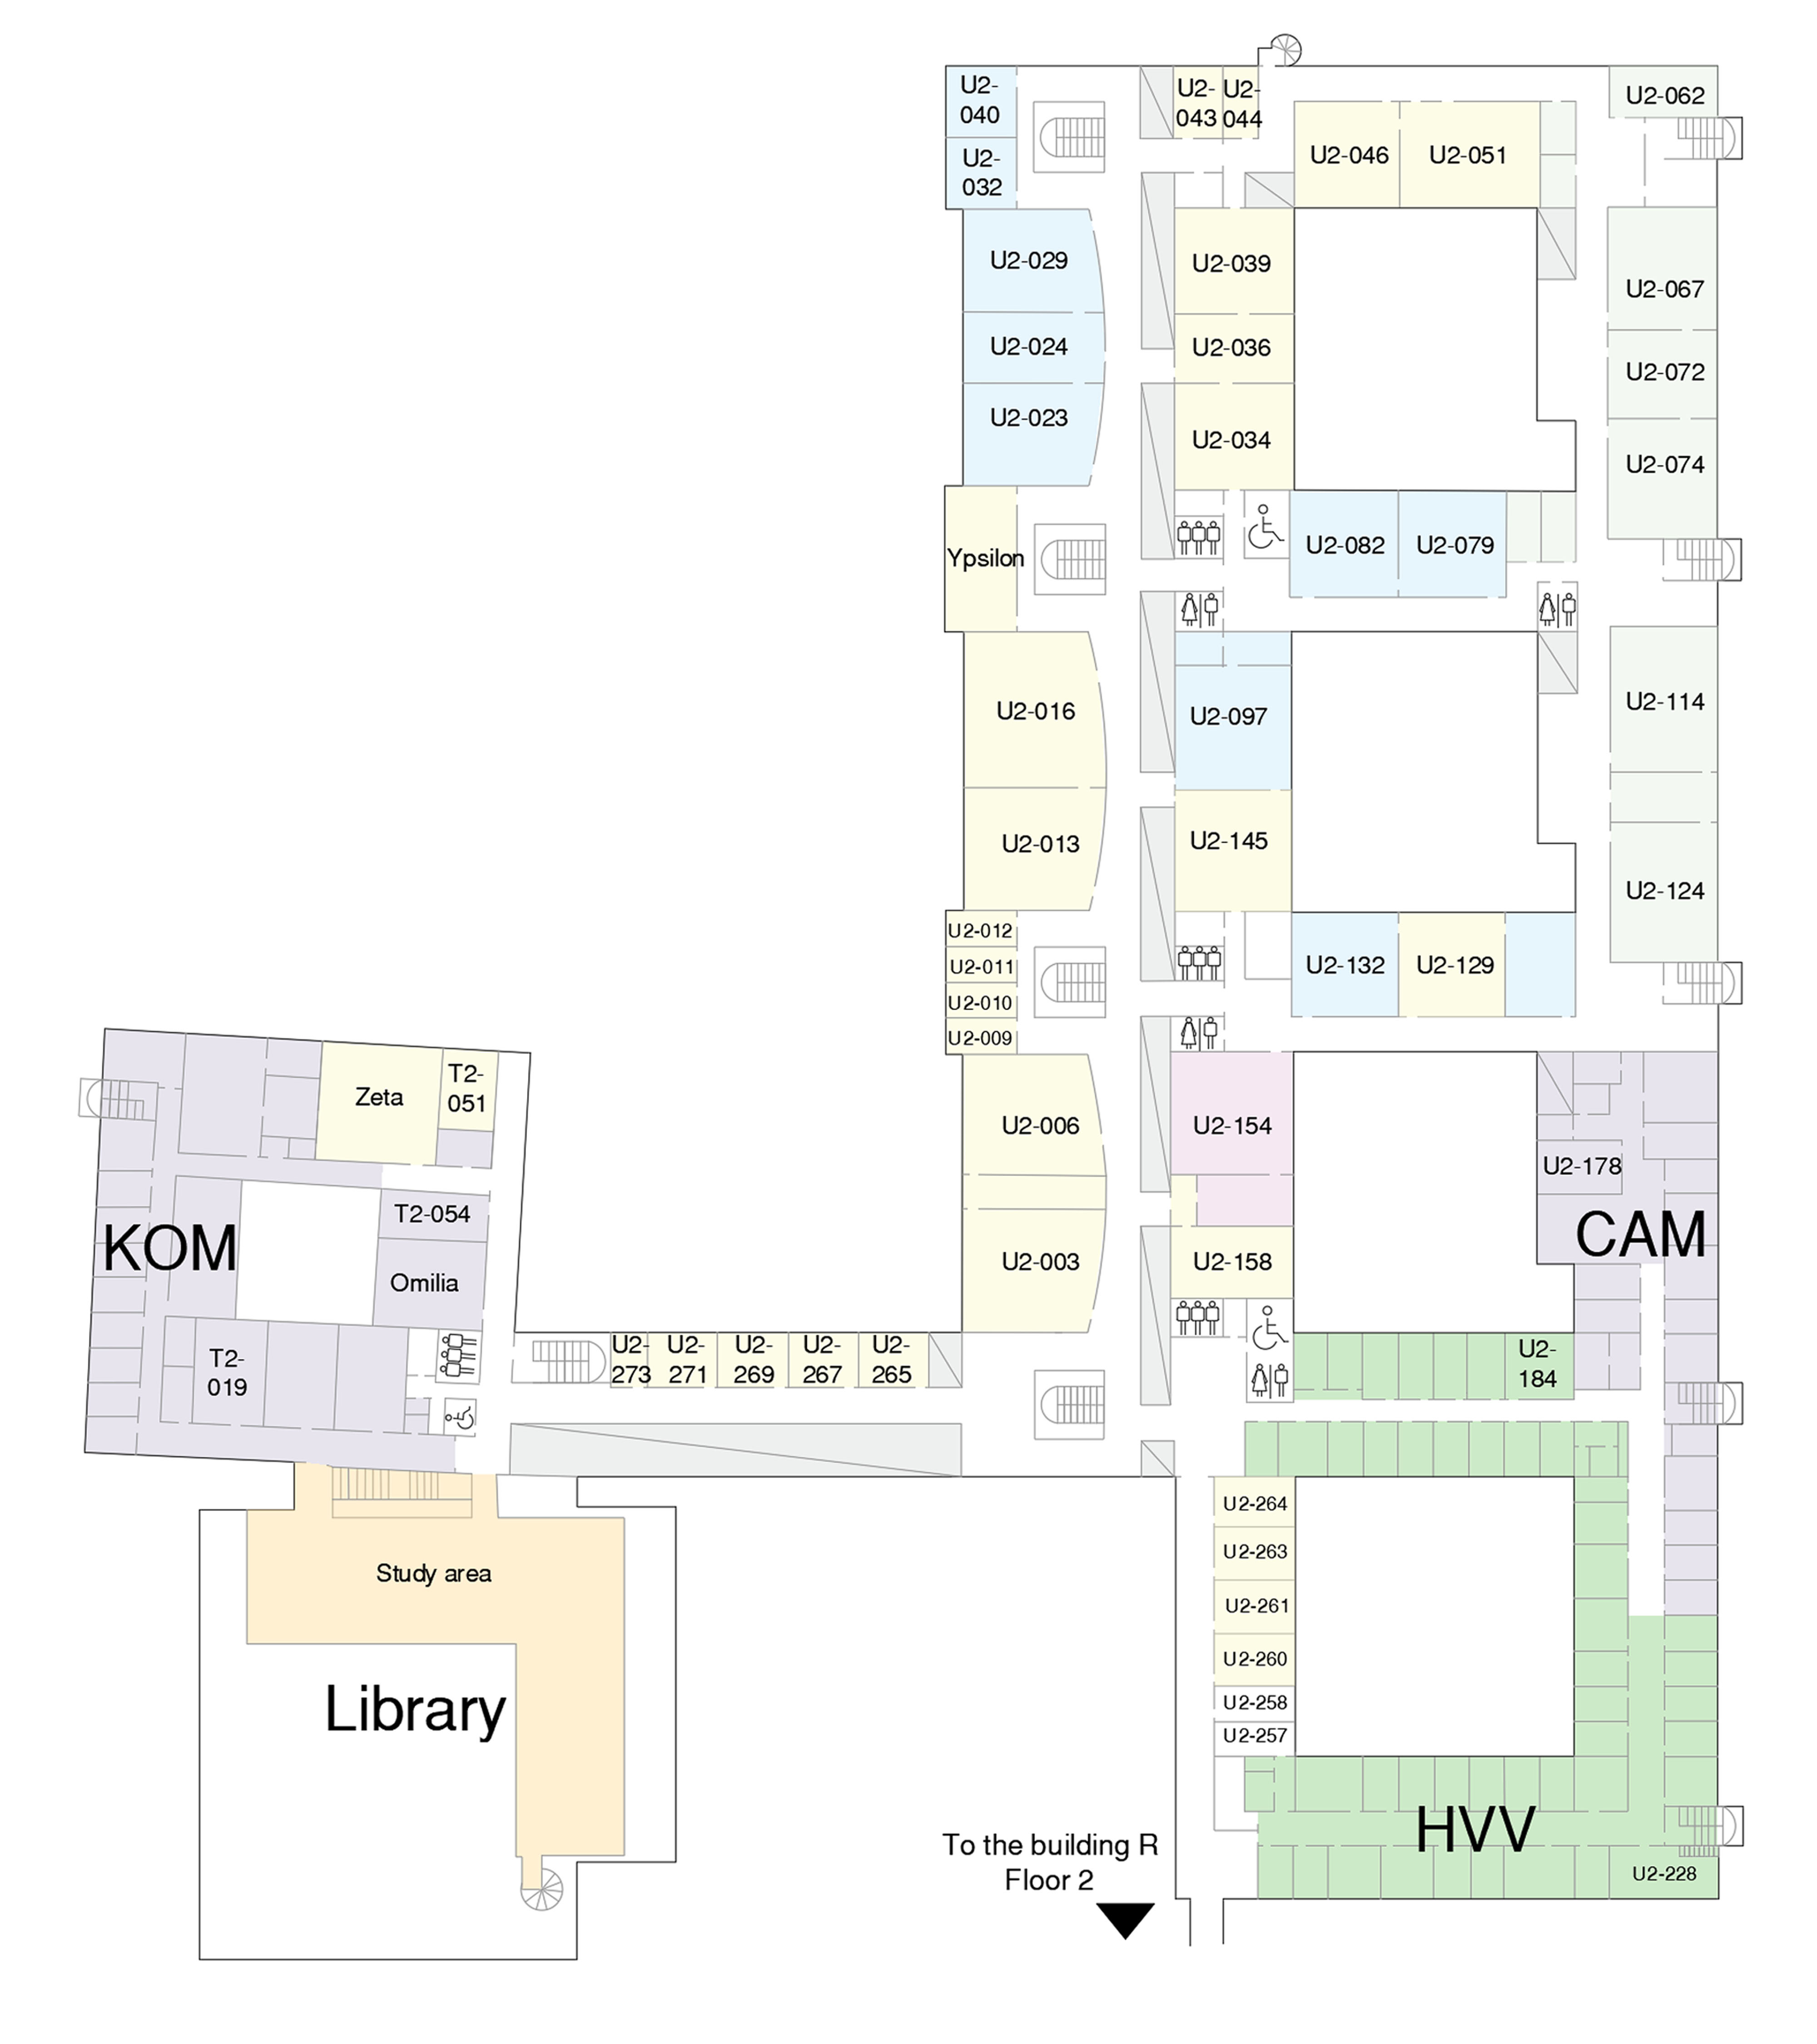 U2-
040
U2-
043
U2-
044
U2-062
U2-046
U2-051
U2-
032
U2-029
U2-039
U2-067
U2-024
U2-036
U2-072
U2-023
U2-034
U2-074
Ypsilon
U2-082
U2-079
U2-016
U2-097
U2-114
U2-013
U2-145
U2-124
U2-012
U2-011
U2-010
U2-009
U2-132
U2-129
Zeta
T2-
051
U2-006
U2-154
U2-178
T2-054
KOM
CAM
Omilia
U2-003
U2-158
T2-
019
U2-
273
U2-
271
U2-
269
U2-
267
U2-
265
U2-
184
U2-264
U2-263
U2-261
U2-260
U2-258
U2-257
Study area
Library
To the building R
Floor 2
HVV
U2-228